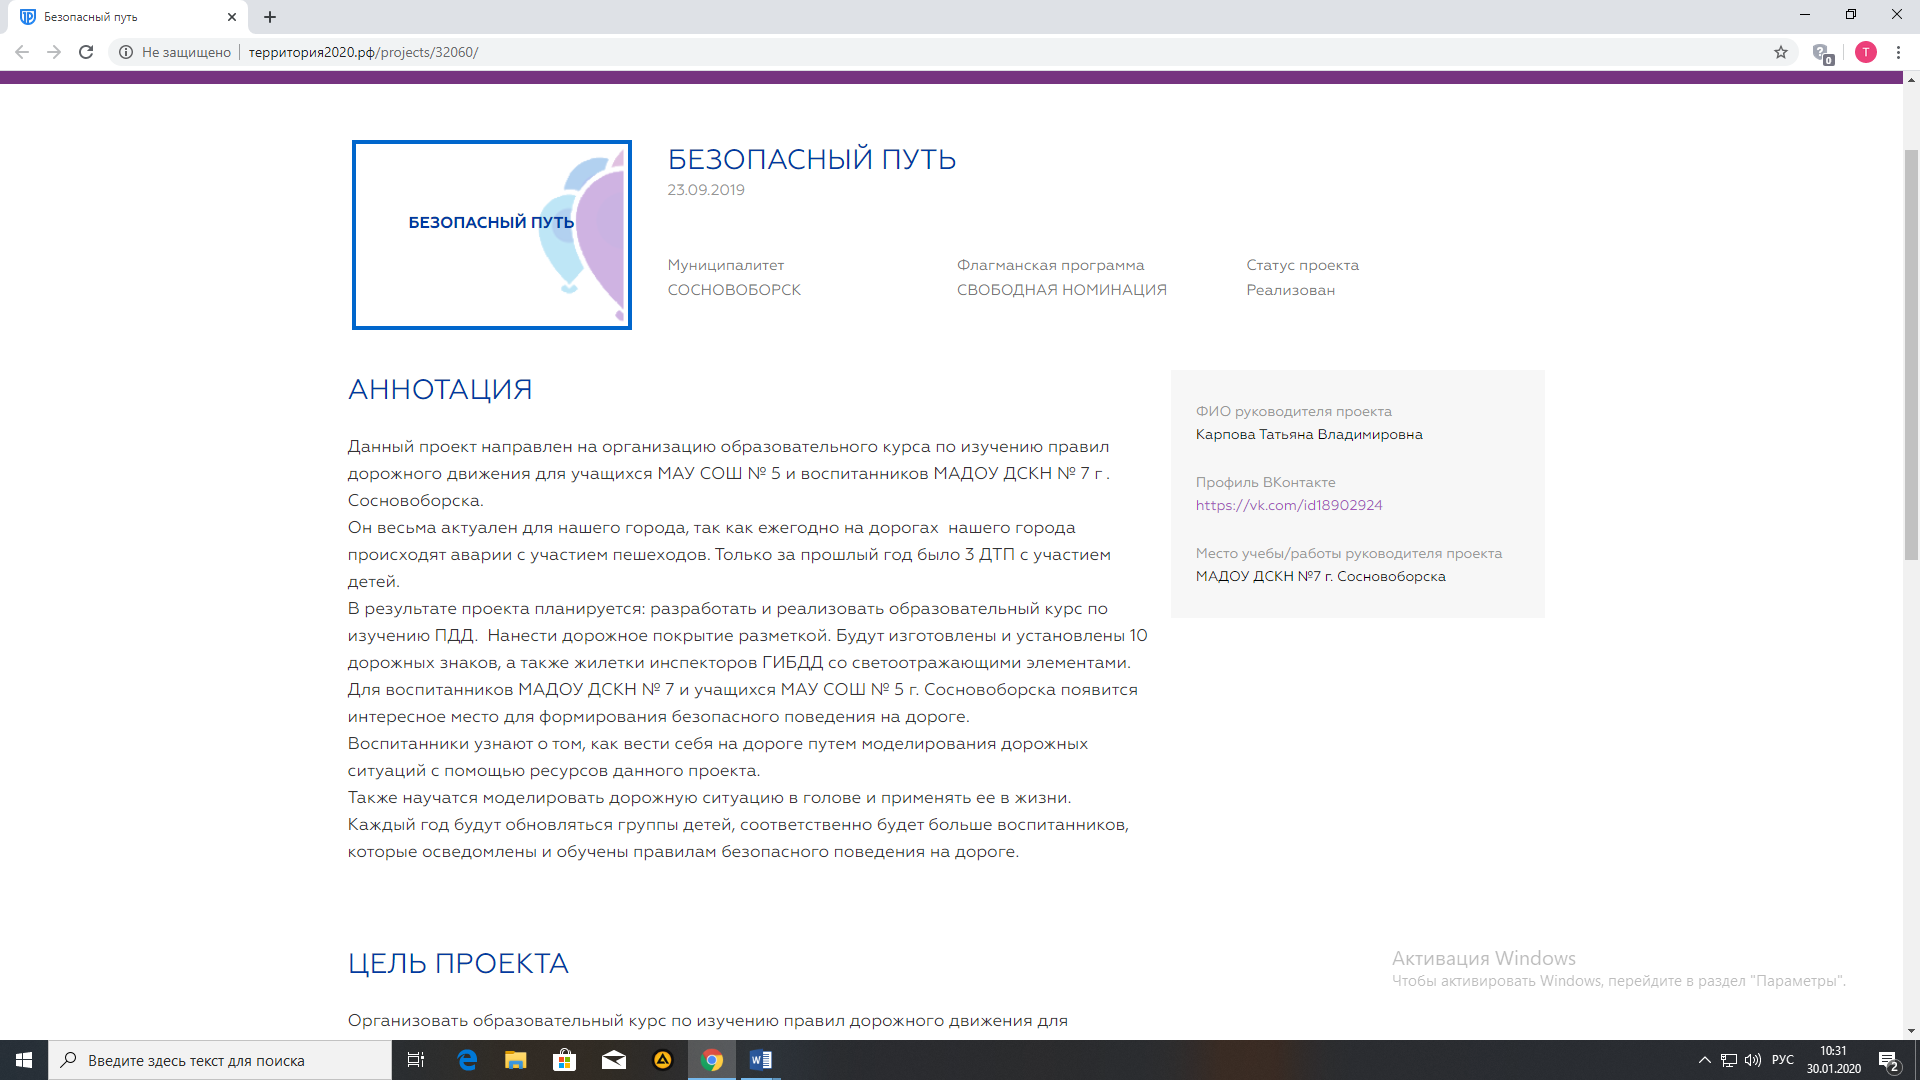 Безопасный путь
Не защищено
территория2020.рф/projects/32060/
T
0
БЕЗОПАСНЫЙ ПУТЬ
БЕЗОПАСНЫЙ ПУТЬ
23.09.2019
Муниципалитет
СОСНОВОБОРСК
Флагманская программа
СВОБОДНАЯ НОМИНАЦИЯ
Статус проекта
Реализован
АННОТАЦИЯ
Данный проект направлен на организацию образовательного курса по изучению правил
дорожного движения для учащихся МАУ СОШ № 5 и воспитанников МАДОУ ДСКН № 7 г .
Сосновоборска.
Он весьма актуален для нашего города, так как ежегодно на дорогах  нашего города
происходят аварии с участием пешеходов. Только за прошлый год было 3 ДТП с участием
детей.
В результате проекта планируется: разработать и реализовать образовательный курс по
изучению ПДД.  Нанести дорожное покрытие разметкой. Будут изготовлены и установлены 10
дорожных знаков, а также жилетки инспекторов ГИБДД со светоотражающими элементами.
Для воспитанников МАДОУ ДСКН № 7 и учащихся МАУ СОШ № 5 г. Сосновоборска появится
интересное место для формирования безопасного поведения на дороге.
Воспитанники узнают о том, как вести себя на дороге путем моделирования дорожных
ситуаций с помощью ресурсов данного проекта.
Также научатся моделировать дорожную ситуацию в голове и применять ее в жизни.
Каждый год будут обновляться группы детей, соответственно будет больше воспитанников,
которые осведомлены и обучены правилам безопасного поведения на дороге.
ФИО руководителя проекта
Карпова Татьяна Владимировна
Профиль ВКонтакте
https://vk.com/id18902924
Место учебы/работы руководителя проекта
МАДОУ ДСКН №7 г. Сосновоборска
ЦЕЛЬ ПРОЕКТА
Организовать образовательный курс по изучению правил дорожного движения для
Активация Windows
Чтобы активировать Windows, перейдите в раздел "Параметры".
Введите здесь текст для поиска
РУС
10:31
30.01.2020
2